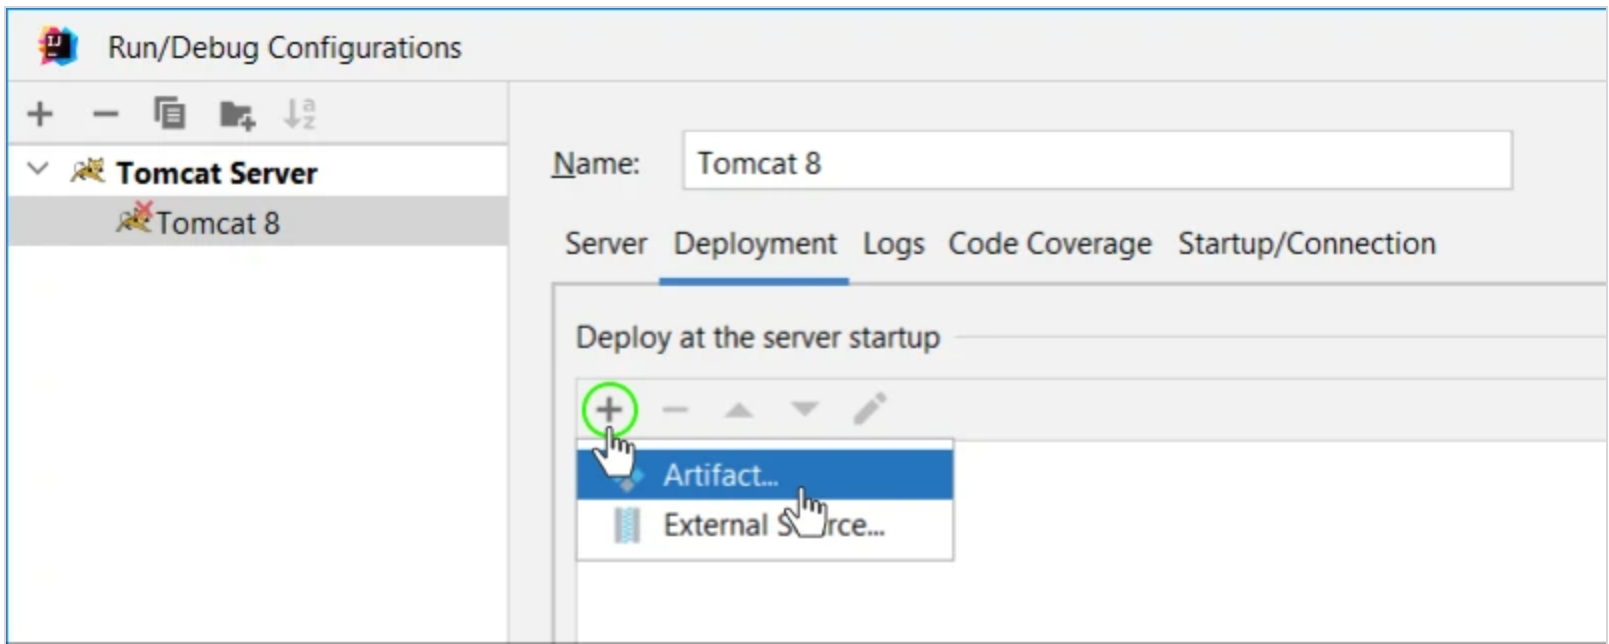 Run/Debug Configurations
Tomcat Server
Tomcat 8
Name: Tomcat 8
Server Deployment Logs Code Coverage Startup/Connection
Deploy at the server startup
Artifact...
External